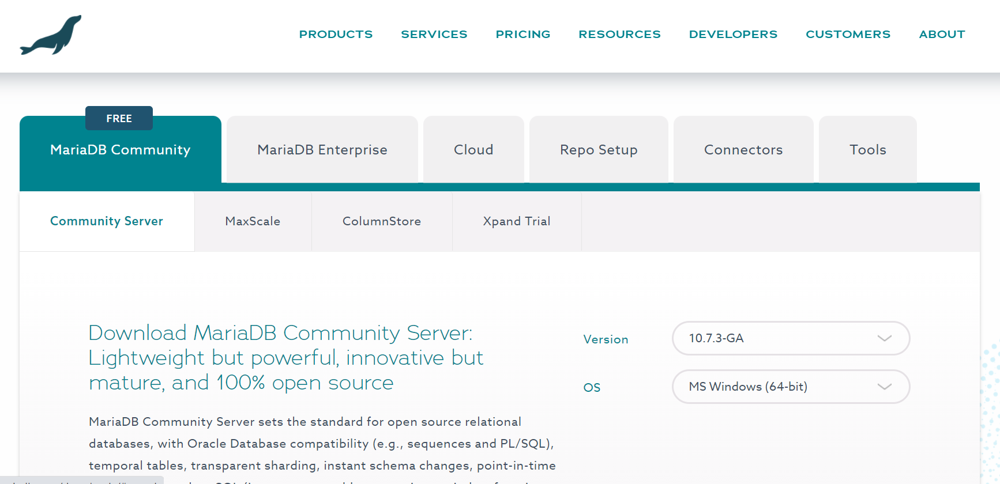 PRODUCTS SERVICES PRICING RESOURCES DEVELOPERS CUSTOMERS ABOUT
FREE
MariaDB Community MariaDB Enterprise Cloud Repo Setup Connectors Tools
Community Server MaxScale ColumnStore Xpand Trial
Download MariaDB Community Server:
Lightweight but powerful, innovative but
mature, and 100% open source
Version 10.7.3-GA
OS MS Windows (64-bit)
MariaDB Community Server sets the standard for open source relational
databases, with Oracle Database compatibility (e.g., sequences and PL/SQL),
temporal tables, transparent sharding, instant schema changes, point-in-time